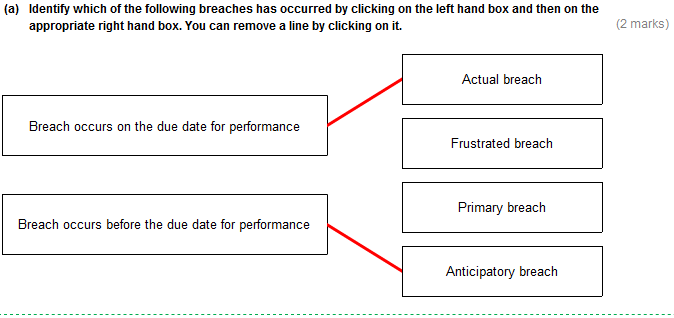 (a) Identify which of the following breaches has occurred by clicking on the left hand box and then on the
appropriate right hand box. You can remove a line by clicking on it.
(2 marks)
Actual breach
Breach occurs on the due date for performance
Frustrated breach
Primary breach
Breach occurs before the due date for performance
Anticipatory breach